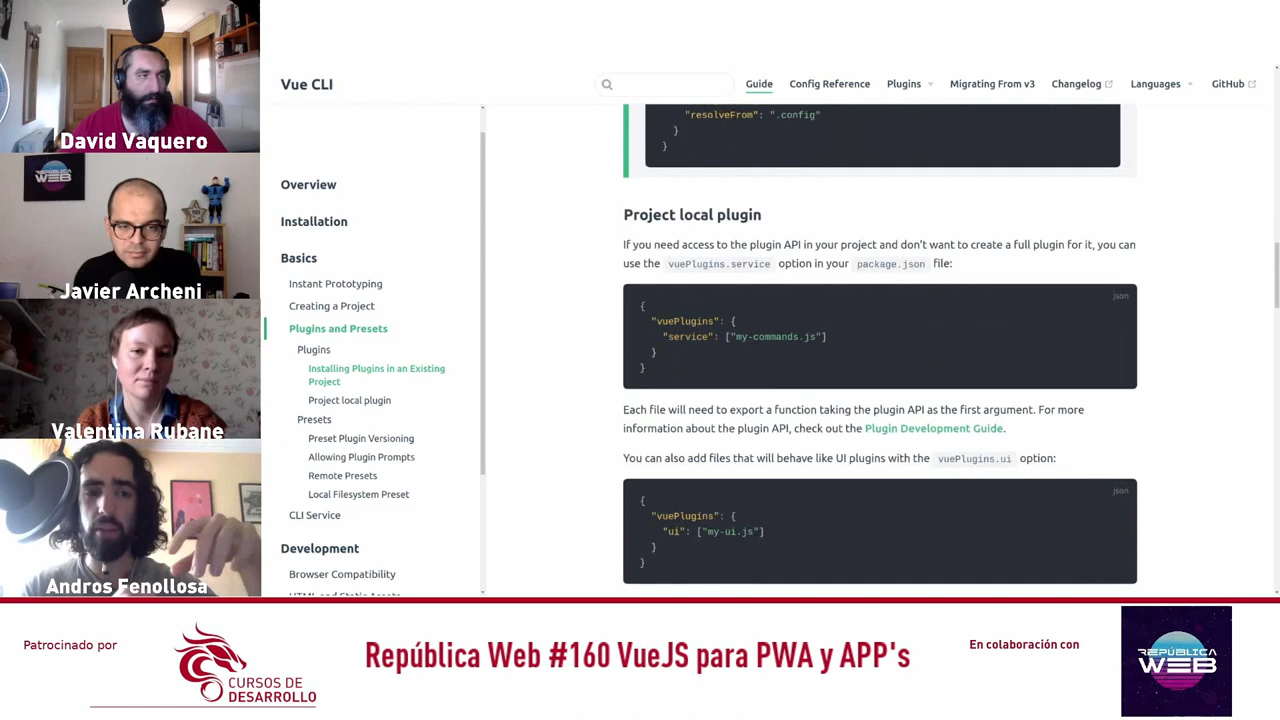 David Vaquero
REPÚBLICA
WEB
Javier Archeni
Valentina Rubane
Andros Fenollosa
Vue CLI
Guide
Config Reference
Plugins
Migrating From v3
Changelog
Languages
GitHub
Overview
Installation
Basics
Instant Prototyping
Creating a Project
Plugins and Presets
Plugins
Installing Plugins in an Existing
Project
Project local plugin
Presets
Preset Plugin Versioning
Allowing Plugin Prompts
Remote Presets
Local Filesystem Preset
CLI Service
Development
Browser Compatibility
HTML and Static Assets
"resolveFrom": ".config"
}
}
Project local plugin
If you need access to the plugin API in your project and don't want to create a full plugin for it, you can
use the vuePlugins.service option in your package.json file:
json
{
"vuePlugins": {
"service": ["my-commands.js"]
}
}
Each file will need to export a function taking the plugin API as the first argument. For more
information about the plugin API, check out the Plugin Development Guide.
You can also add files that will behave like UI plugins with the vuePlugins.ui option:
json
{
"vuePlugins": {
"ui": ["my-ui.js"]
}
}
Patrocinado por
CURSOS DE
DESARROLLO
República Web #160 VueJS para PWA y APP's
En colaboración con
REPÚBLICA
WEB